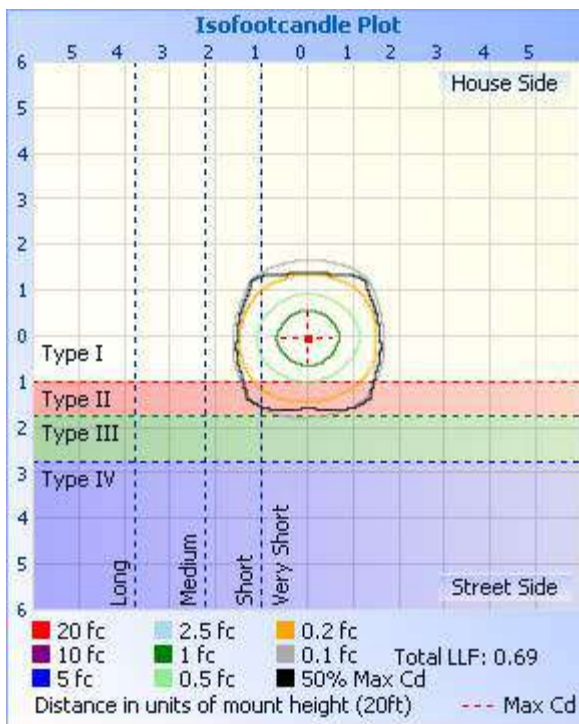 Isofootcandle Plot
5 4 3 2 1 0 1 2 3 4 5
6
House Side
5
4
3
2
1
0
Type I
1
Type II
2
Type III
3
Type IV
4
5
Long
Medium
Short
Very Short
Street Side
6
20 fc 2.5 fc 0.2 fc
10 fc 1 fc 0.1 fc Total LLF: 0.69
5 fc 0.5 fc 50% Max Cd
Distance in units of mount height (20ft) --- Max Cd